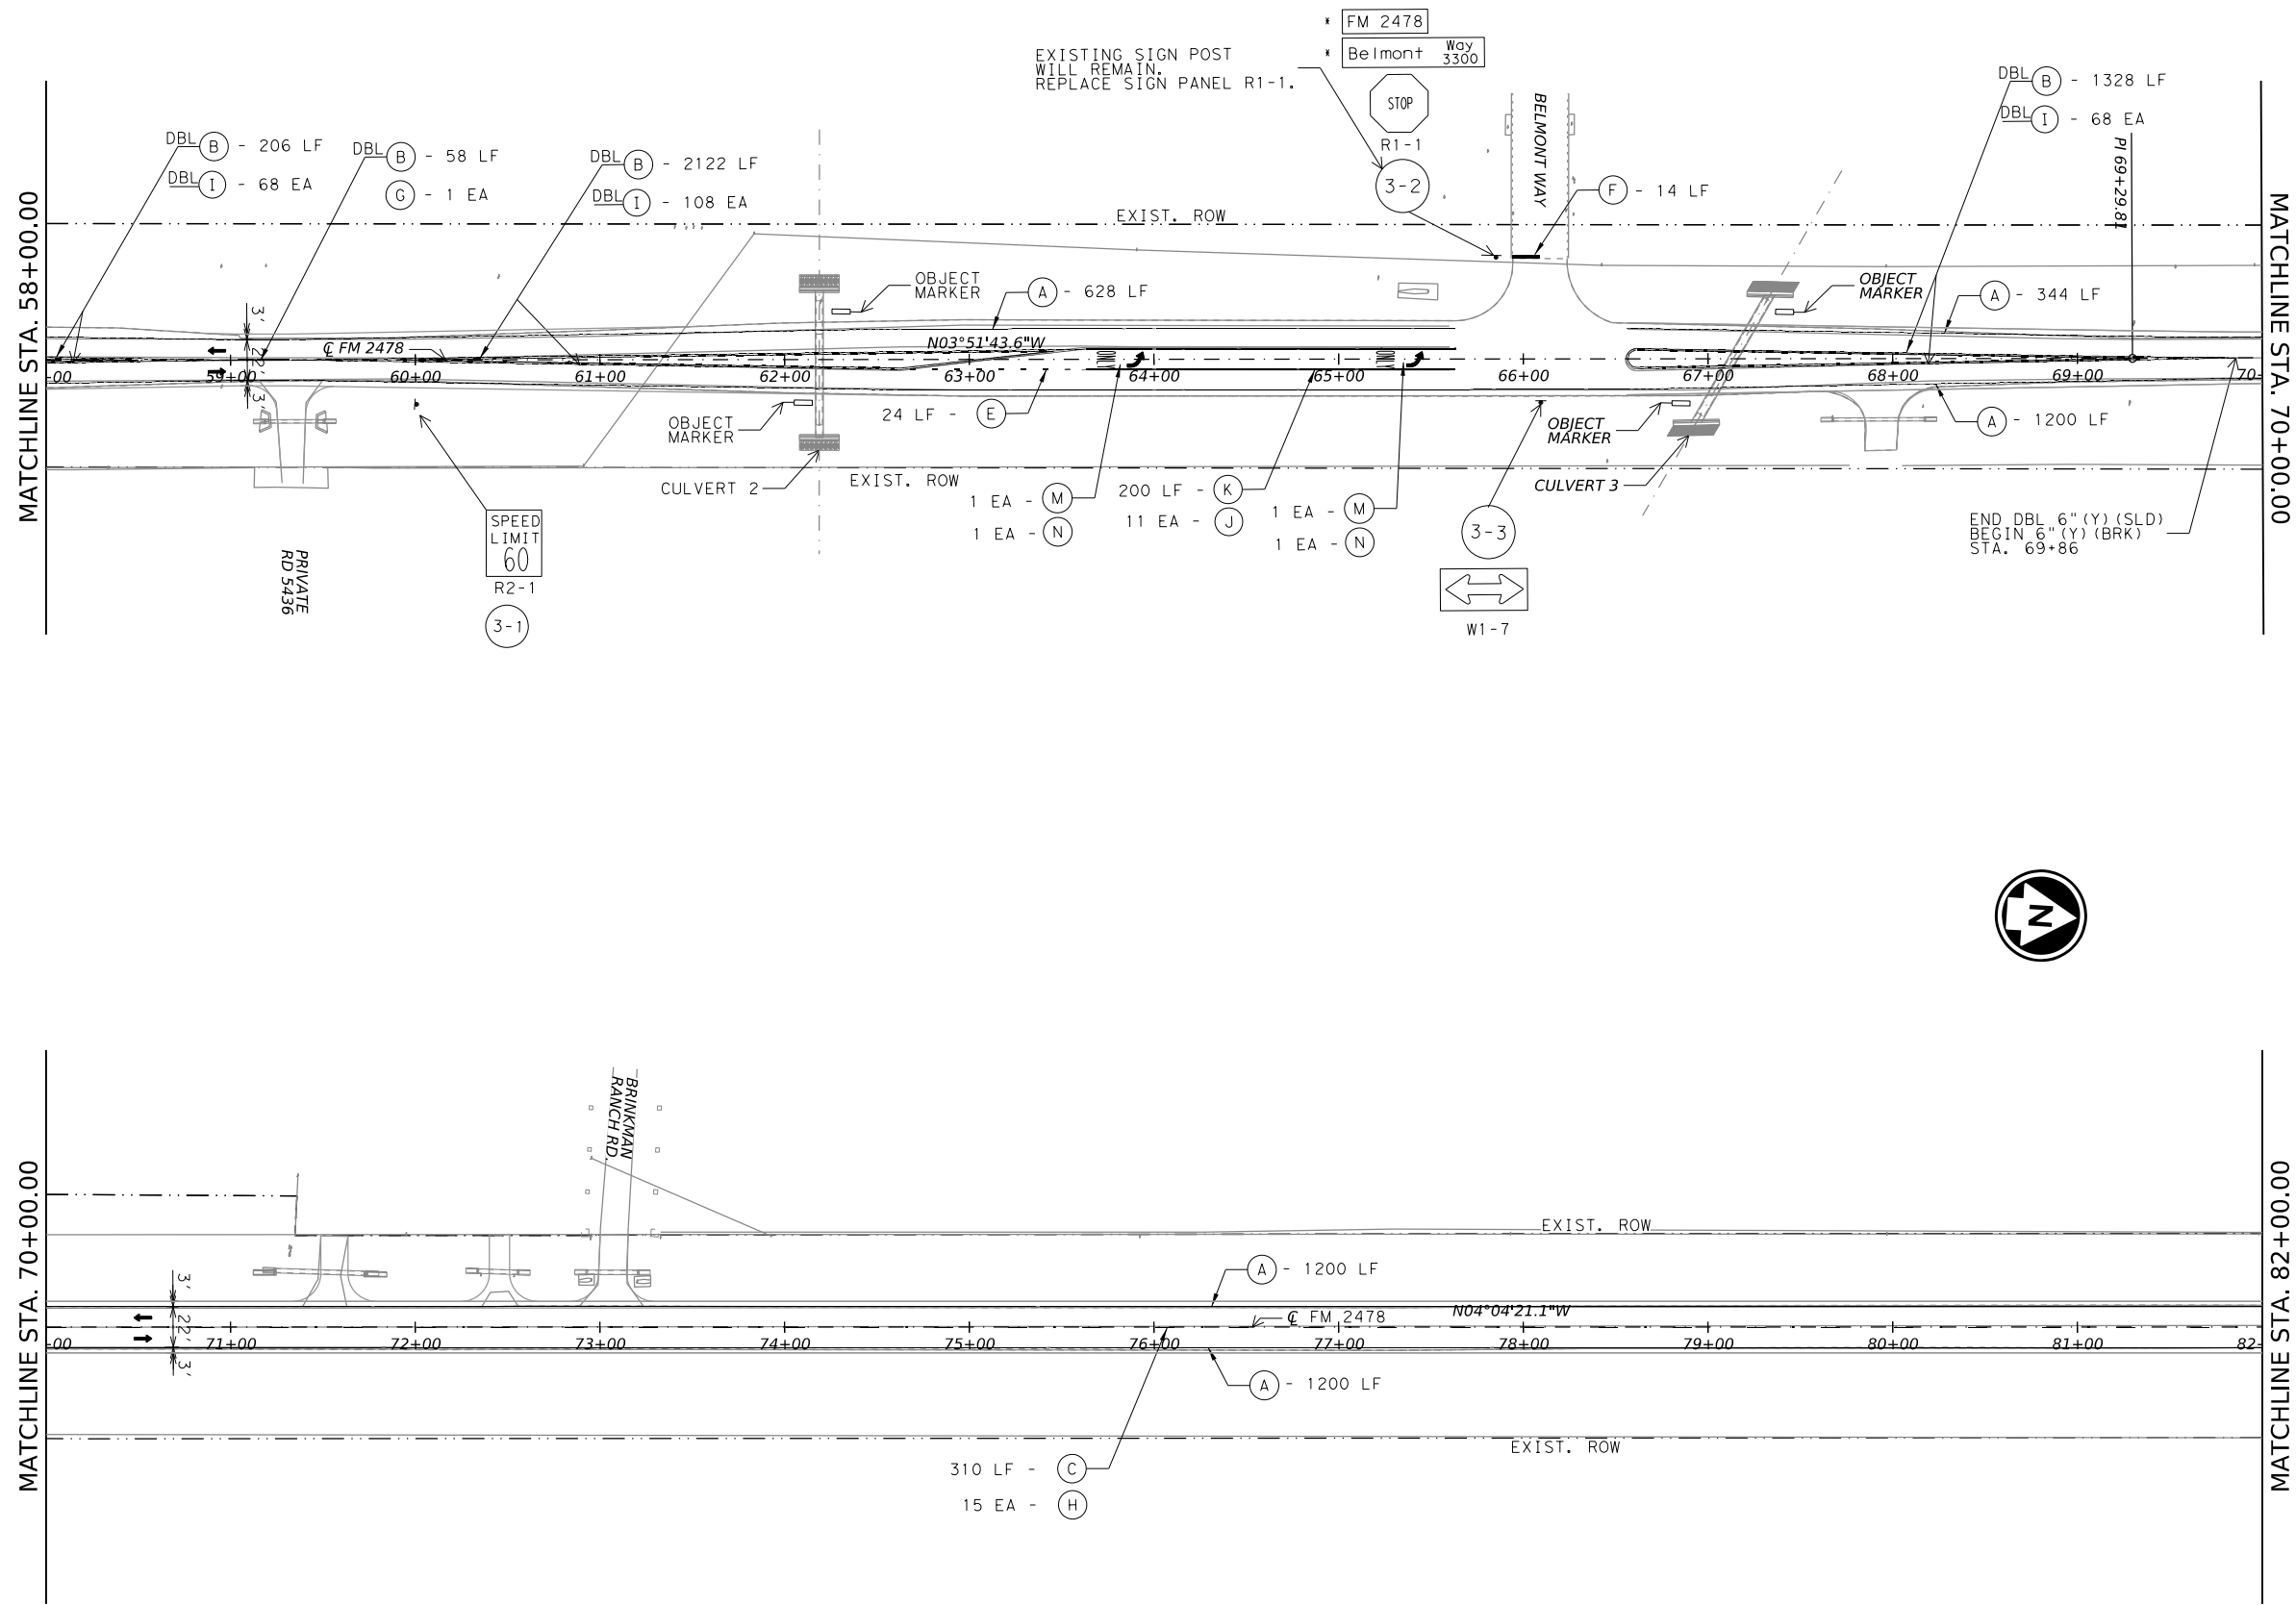 * FM 2478
* Belmont Way 3300
EXISTING SIGN POST
WILL REMAIN.
REPLACE SIGN PANEL R1-1.
STOP
R1-1
3-2
BELMONT WAY
F - 14 LF
DBL B - 1328 LF
DBL I - 68 EA
PI 69+29.81
DBL B - 206 LF
DBL I - 68 EA
DBL B - 58 LF
G - 1 EA
DBL B - 2122 LF
DBL I - 108 EA
EXIST. ROW
MATCHLINE STA. 58+00.00
MATCHLINE STA. 70+00.00
OBJECT
MARKER
A - 628 LF
OBJECT
MARKER
A - 344 LF
3'
22'
3'
℄ FM 2478
N03°51'43.6"W
00
59+00
60+00
61+00
62+00
63+00
64+00
65+00
66+00
67+00
68+00
69+00
70
OBJECT
MARKER
24 LF - E
OBJECT
MARKER
A - 1200 LF
CULVERT 2
EXIST. ROW
1 EA - M
1 EA - N
200 LF - K
11 EA - J
1 EA - M
1 EA - N
CULVERT 3
SPEED
LIMIT
60
R2-1
3-1
PRIVATE
RD 5436
3-3
W1-7
END DBL 6"(Y)(SLD)
BEGIN 6"(Y)(BRK)
STA. 69+86
N
BRINKMAN
RANCH RD.
MATCHLINE STA. 70+00.00
MATCHLINE STA. 82+00.00
EXIST. ROW
A - 1200 LF
3'
22'
3'
℄ FM 2478
N04°04'21.1"W
00
71+00
72+00
73+00
74+00
75+00
76+00
77+00
78+00
79+00
80+00
81+00
82
A - 1200 LF
EXIST. ROW
310 LF - C
15 EA - H